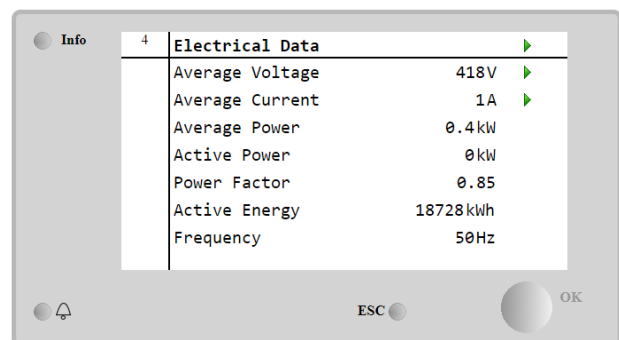 Info
4 Electrical Data
Average Voltage 418V
Average Current 1A
Average Power 0.4kW
Active Power 0kW
Power Factor 0.85
Active Energy 18728kWh
Frequency 50Hz
ESC OK